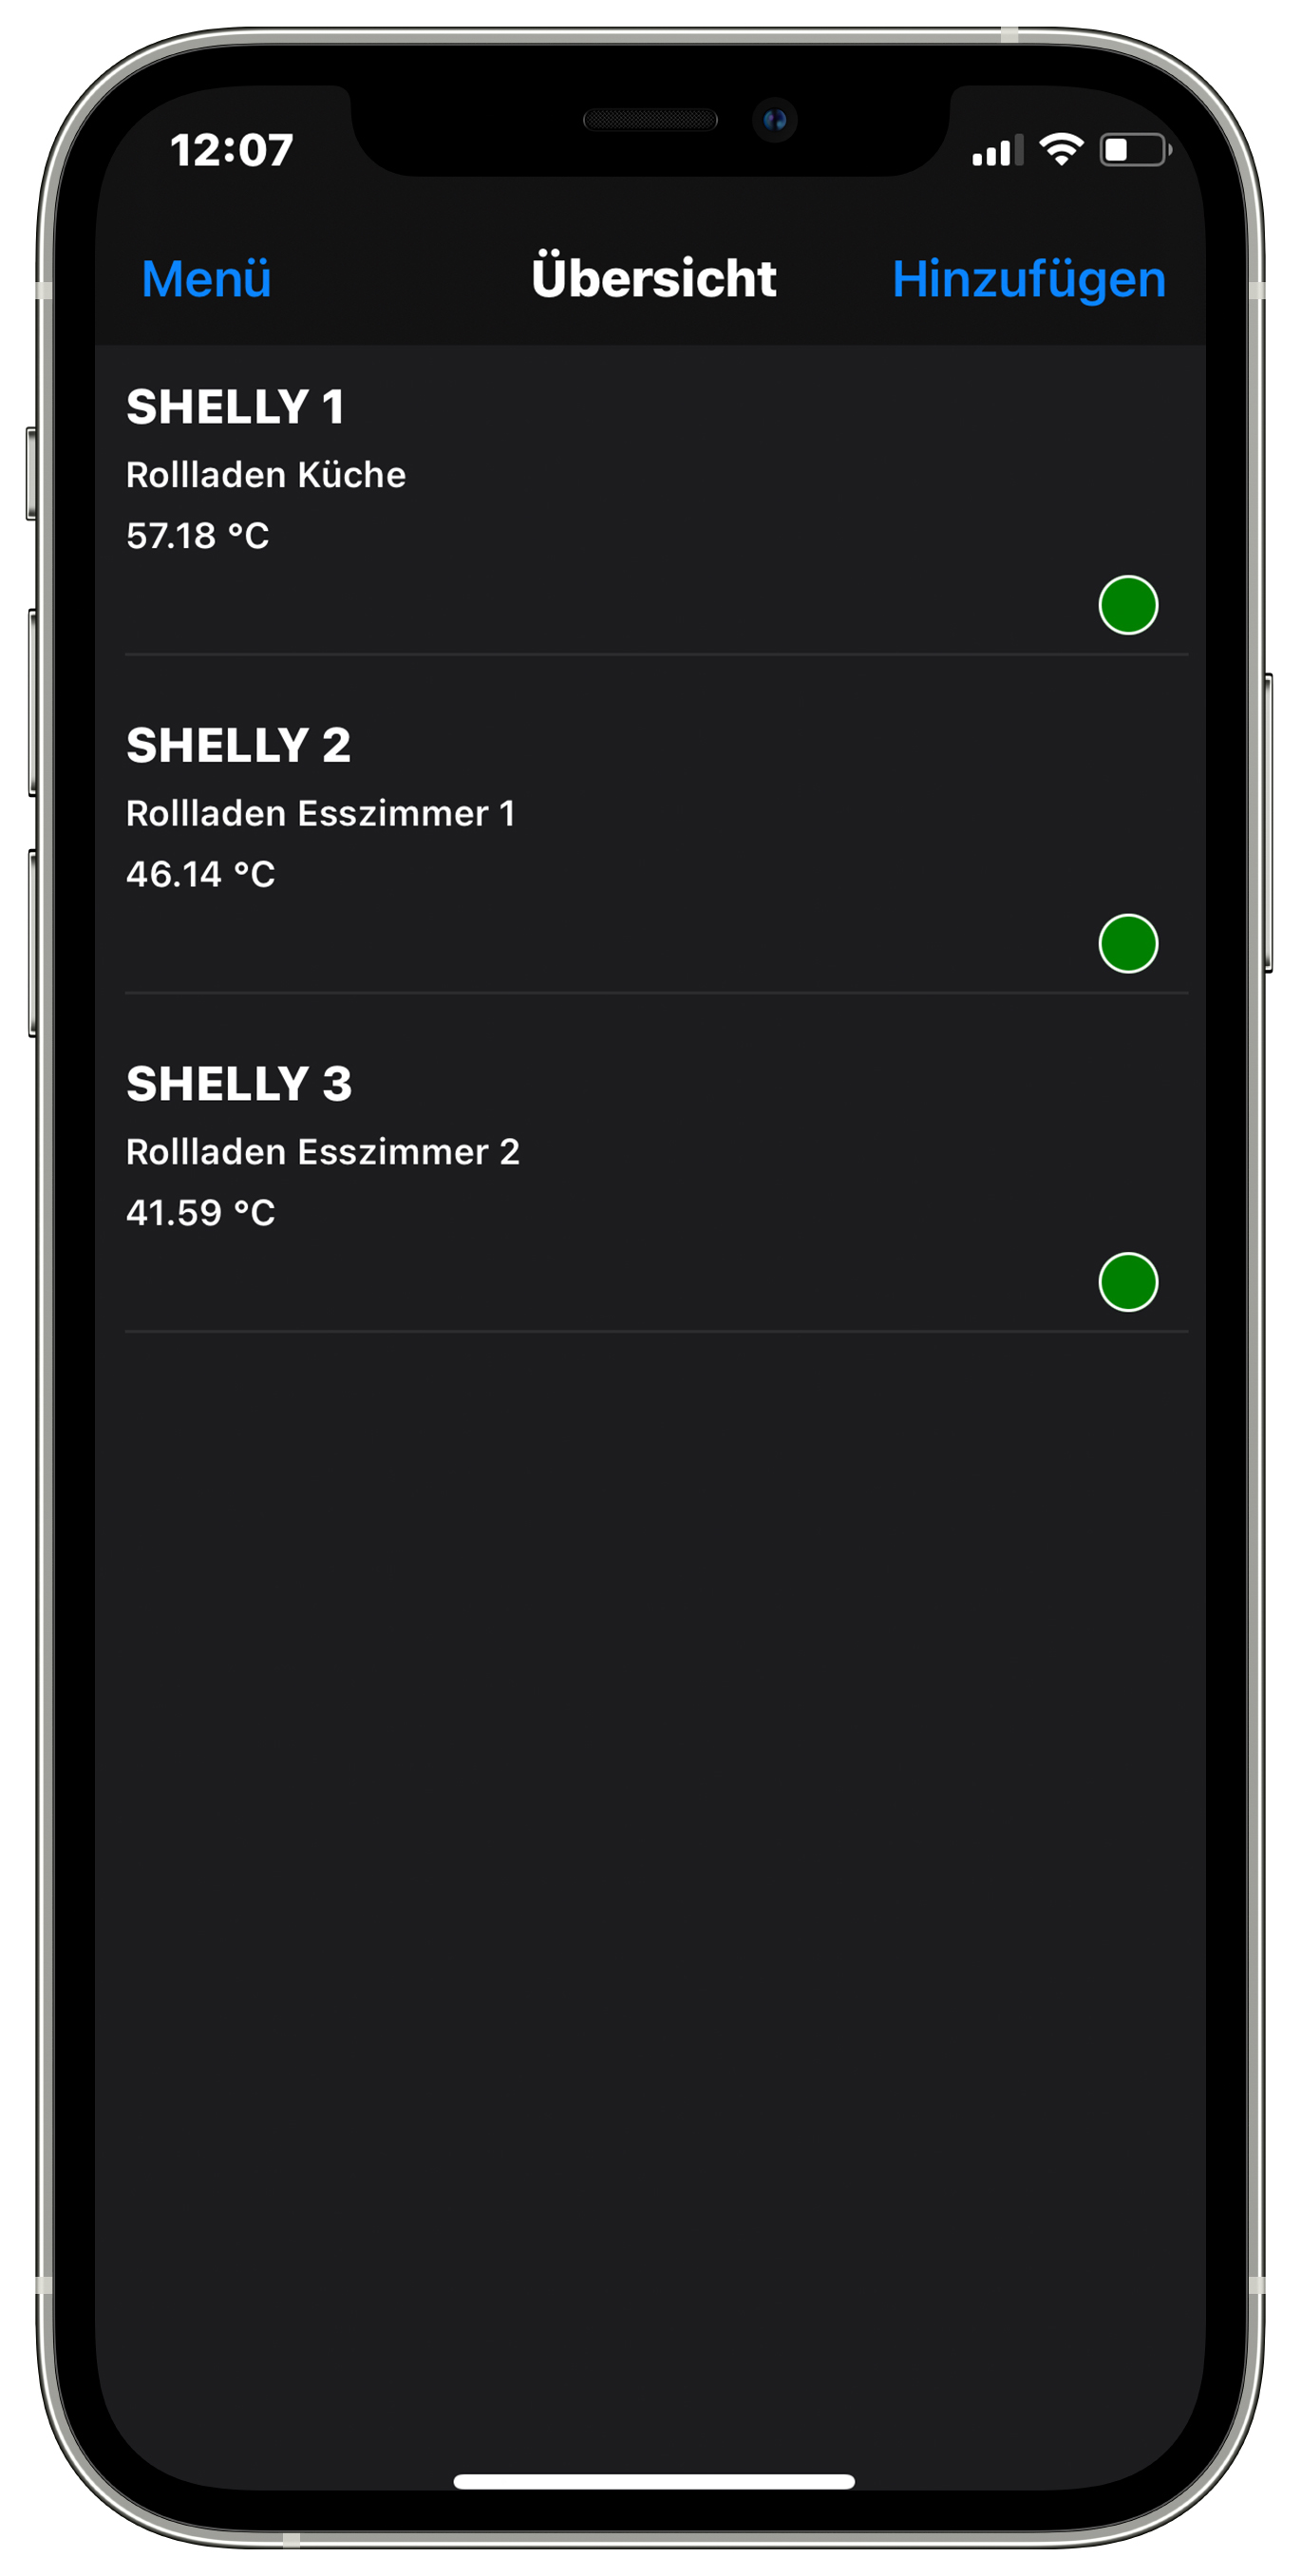 12:07
Menü Übersicht Hinzufügen
SHELLY 1
Rollladen Küche
57.18 °C
SHELLY 2
Rollladen Esszimmer 1
46.14 °C
SHELLY 3
Rollladen Esszimmer 2
41.59 °C